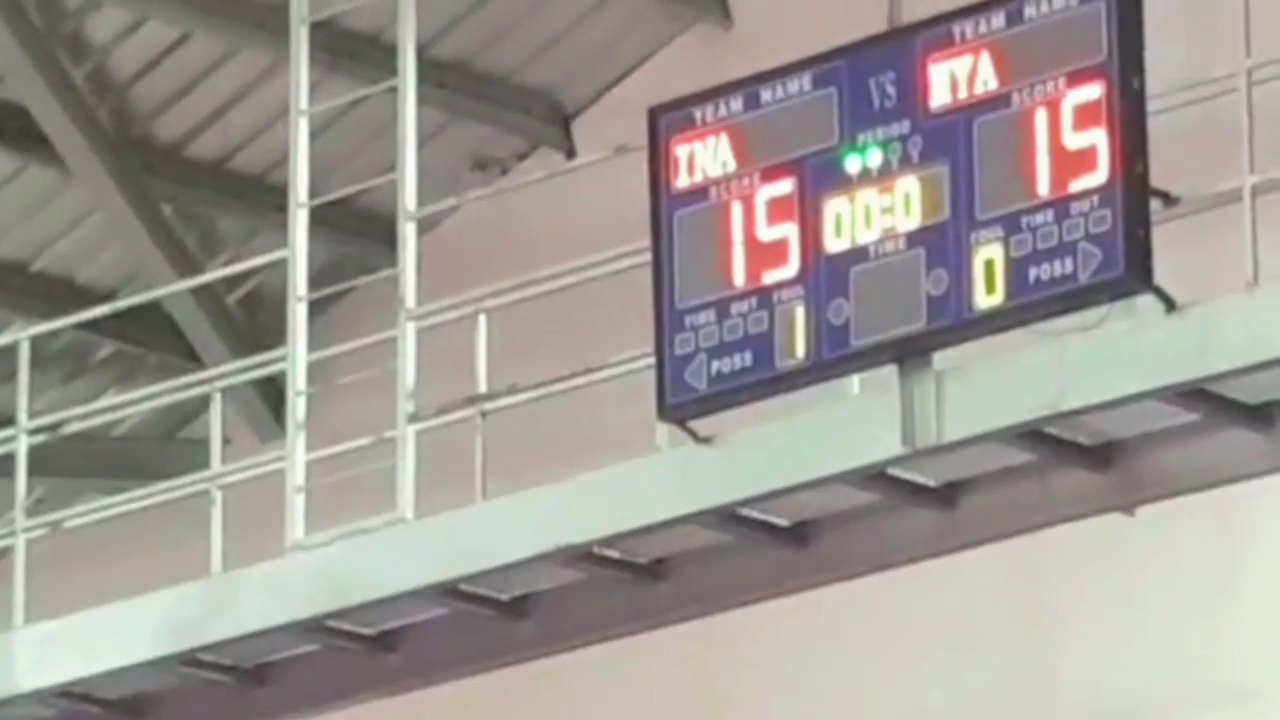 TEAM NAME
INA
SCORE
15
TIME OUT
FOUL
1
POSS
VS
PERIOD
00:0
TIME
TEAM NAME
MYA
SCORE
15
FOUL
0
TIME OUT
POSS